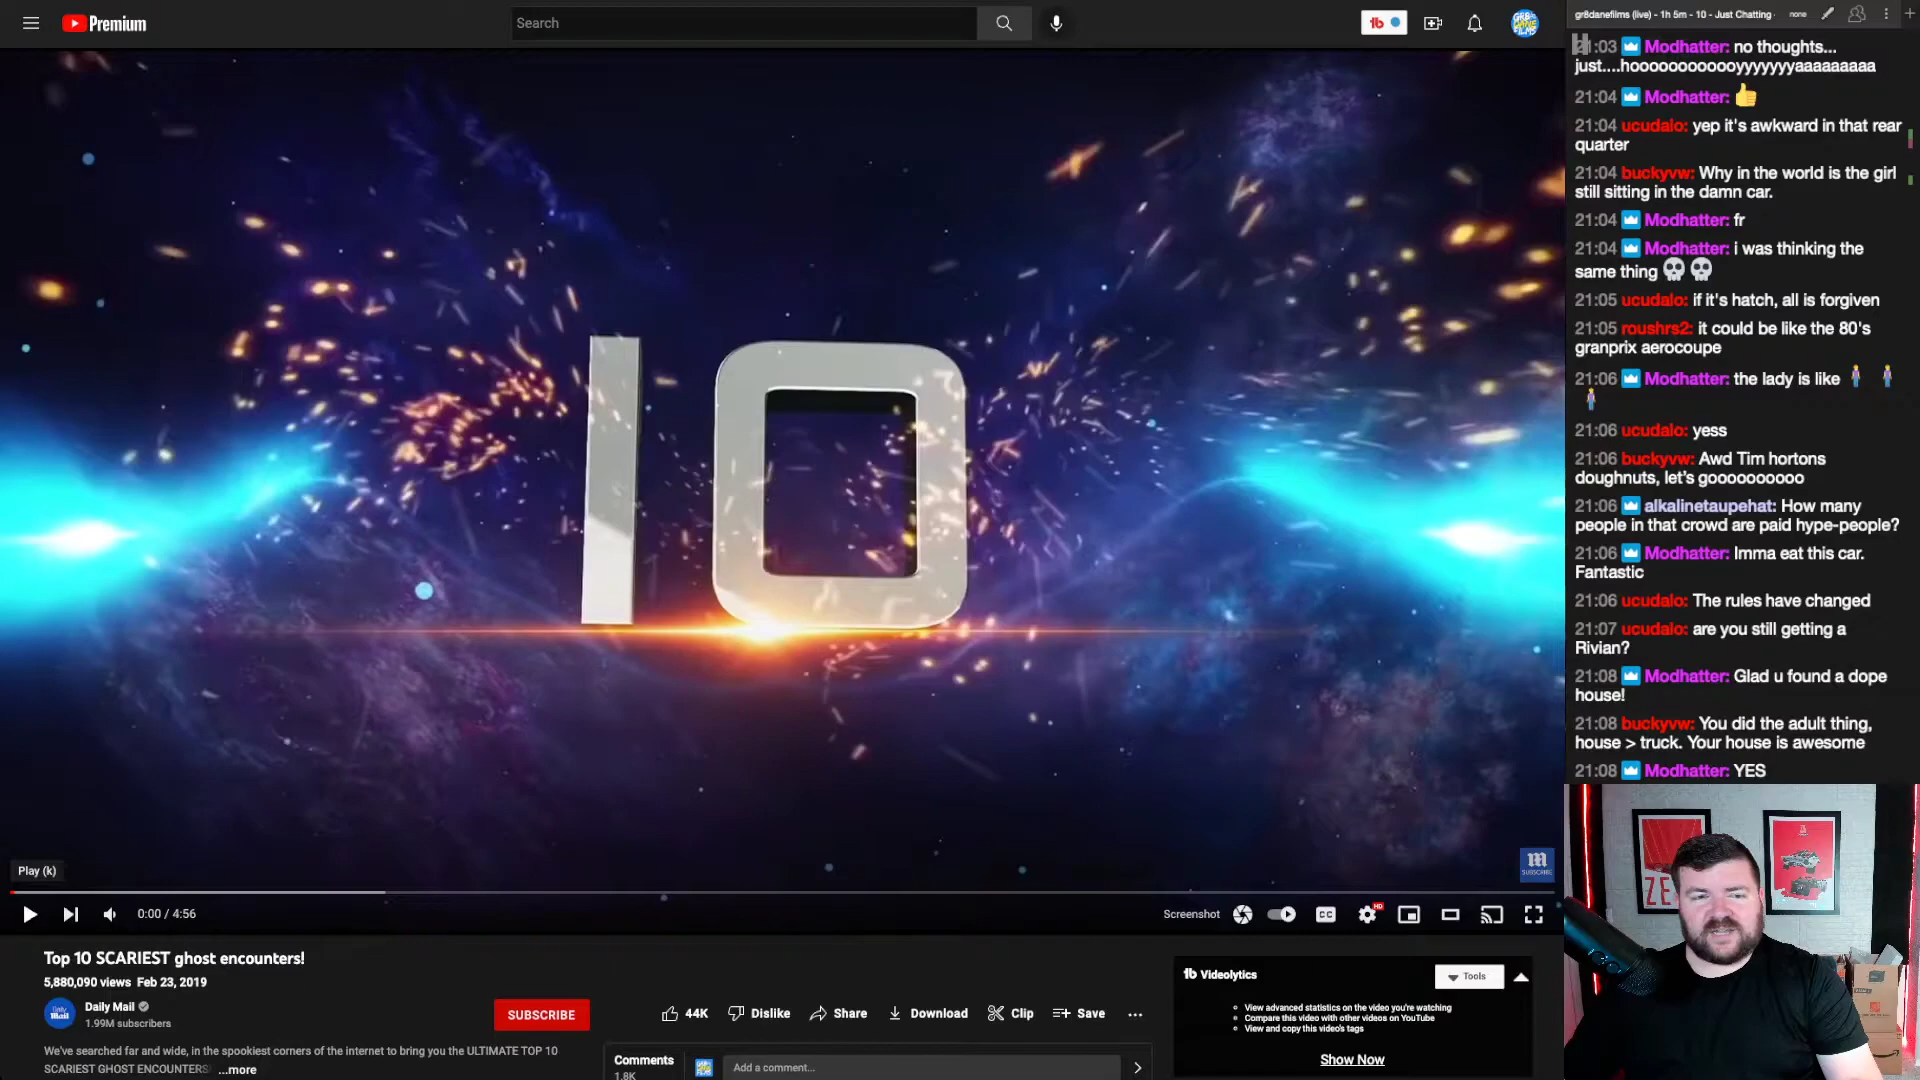 Premium
Search
gr8danefilms (live) - 1h 5m - 10 - Just Chatting
none
21:03 Modhatter: no thoughts...
just....hoooooooooooyyyyyyyaaaaaaaaa
21:04 Modhatter:
21:04 ucudalo: yep it's awkward in that rear
quarter
21:04 buckyvw: Why in the world is the girl
still sitting in the damn car.
21:04 Modhatter: fr
21:04 Modhatter: i was thinking the
same thing
21:05 ucudalo: if it's hatch, all is forgiven
21:05 roushrs2: it could be like the 80's
granprix aerocoupe
21:06 Modhatter: the lady is like
21:06 ucudalo: yess
21:06 buckyvw: Awd Tim hortons
doughnuts, let's goooooooooo
21:06 alkalinetaupehat: How many
people in that crowd are paid hype-people?
21:06 Modhatter: Imma eat this car.
Fantastic
21:06 ucudalo: The rules have changed
21:07 ucudalo: are you still getting a
Rivian?
21:08 Modhatter: Glad u found a dope
house!
21:08 buckyvw: You did the adult thing,
house > truck. Your house is awesome
21:08 Modhatter: YES
10
SUBSCRIBE
Play (k)
0:00 / 4:56
Screenshot
CC
HD
Top 10 SCARIEST ghost encounters!
5,880,090 views Feb 23, 2019
Daily Mail
1.99M subscribers
SUBSCRIBE
44K
Dislike
Share
Download
Clip
Save
We've searched far and wide, in the spookiest corners of the internet to bring you the ULTIMATE TOP 10
SCARIEST GHOST ENCOUNTERS
...more
Comments
1.8K
Add a comment...
tb Videolytics
Tools
View advanced statistics on the video you're watching
Compare this video with other videos on YouTube
View and copy this video's tags
Show Now